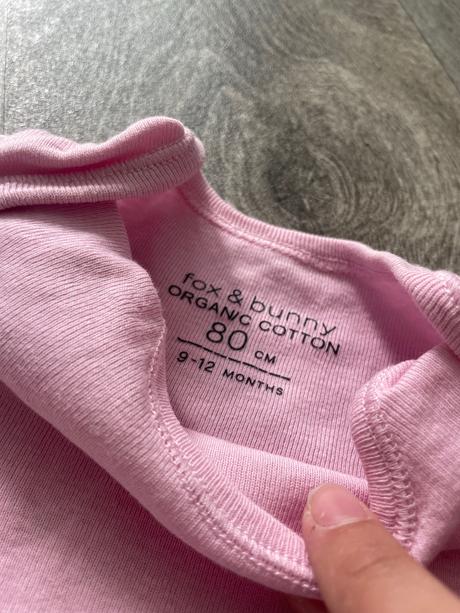 fox & bunny
ORGANIC COTTON
80 CM
9-12 MONTHS